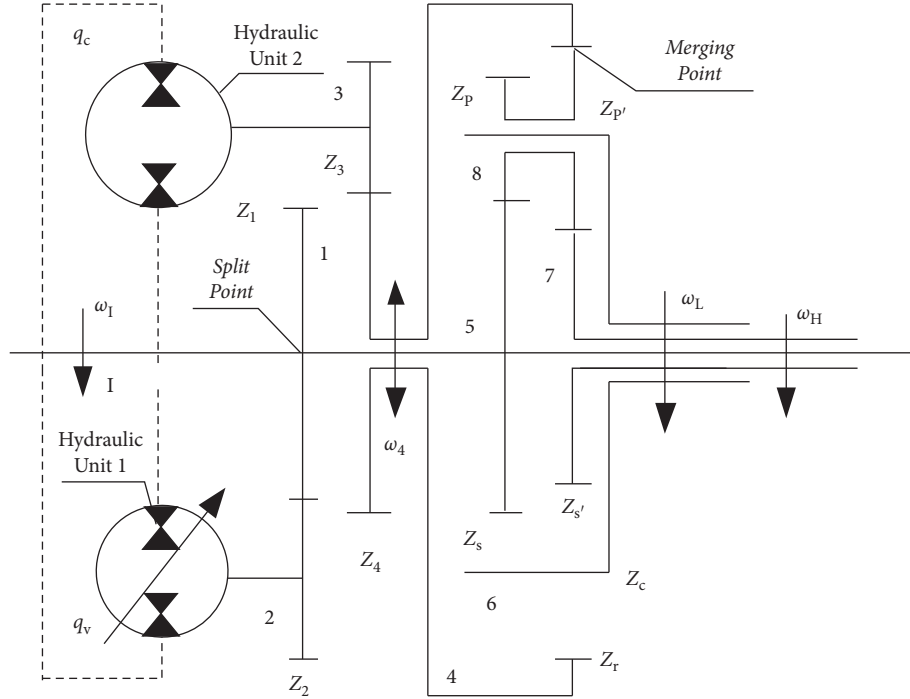 q_c
Hydraulic
Unit 2
3
Merging
Point
Z_P
Z_P'
Z_3
8
Z_1
1
Split
Point
7
ω_I
5
ω_L
ω_H
I
Hydraulic
Unit 1
ω_4
Z_4
Z_s
Z_s'
Z_c
6
q_v
2
Z_2
4
Z_r